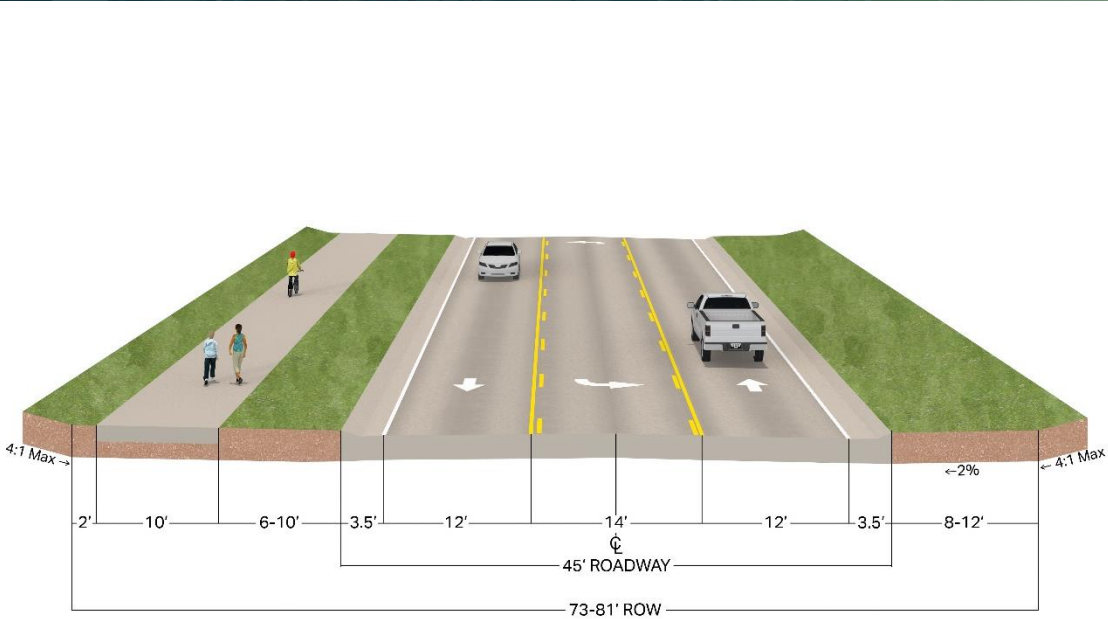 4:1 Max →
← 4:1 Max
←2%
2' 10' 6-10' 3.5' 12' 14' 12' 3.5' 8-12'
℄
45' ROADWAY
73-81' ROW